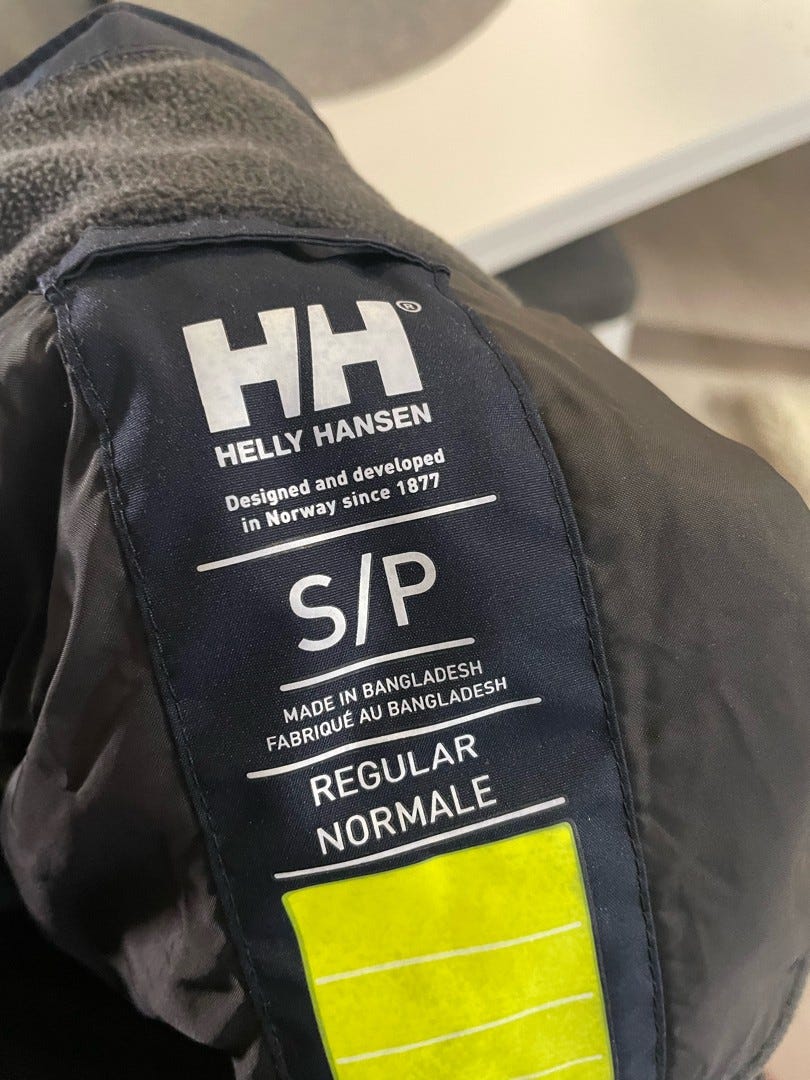 HH®
HELLY HANSEN
Designed and developed
in Norway since 1877
S/P
MADE IN BANGLADESH
FABRIQUÉ AU BANGLADESH
REGULAR
NORMALE